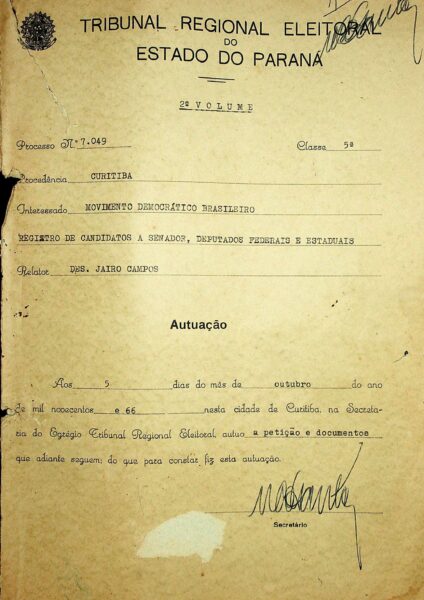 TRIBUNAL REGIONAL ELEITORAL
DO
ESTADO DO PARANÁ
2º VOLUME
Processo N.º 7.049 Classe 5ª
Procedência CURITIBA
Interessado MOVIMENTO DEMOCRÁTICO BRASILEIRO
REGISTRO DE CANDIDATOS A SENADOR, DEPUTADOS FEDERAIS E ESTADUAIS
Relator DES. JAIRO CAMPOS
Autuação
Aos 5 dias do mês de outubro do ano
de mil novecentos e 66 nesta cidade de Curitiba, na Secreta-
ria do Egrégio Tribunal Regional Eleitoral, autuo a petição e documentos
que adiante seguem; do que para constar fiz esta autuação.
Secretário